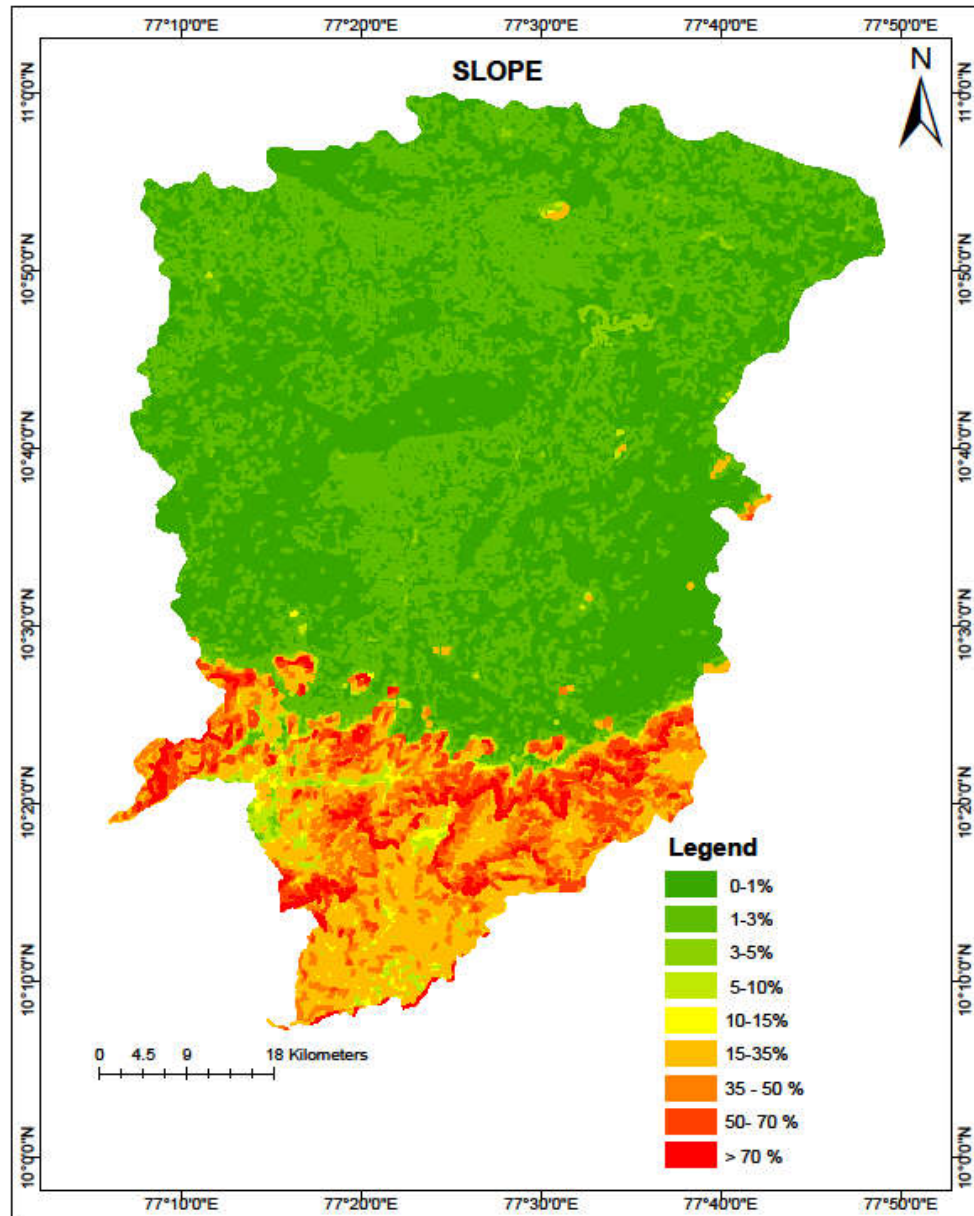 77°10'0"E 77°20'0"E 77°30'0"E 77°40'0"E 77°50'0"E
SLOPE
N
11°0'0"N
11°0'0"N
10°50'0"N
10°50'0"N
10°40'0"N
10°40'0"N
10°30'0"N
10°30'0"N
10°20'0"N
10°20'0"N
Legend
0-1%
1-3%
3-5%
5-10%
10-15%
15-35%
35 - 50 %
50- 70 %
> 70 %
10°10'0"N
10°10'0"N
0 4.5 9 18 Kilometers
10°0'0"N
10°0'0"N
77°10'0"E 77°20'0"E 77°30'0"E 77°40'0"E 77°50'0"E